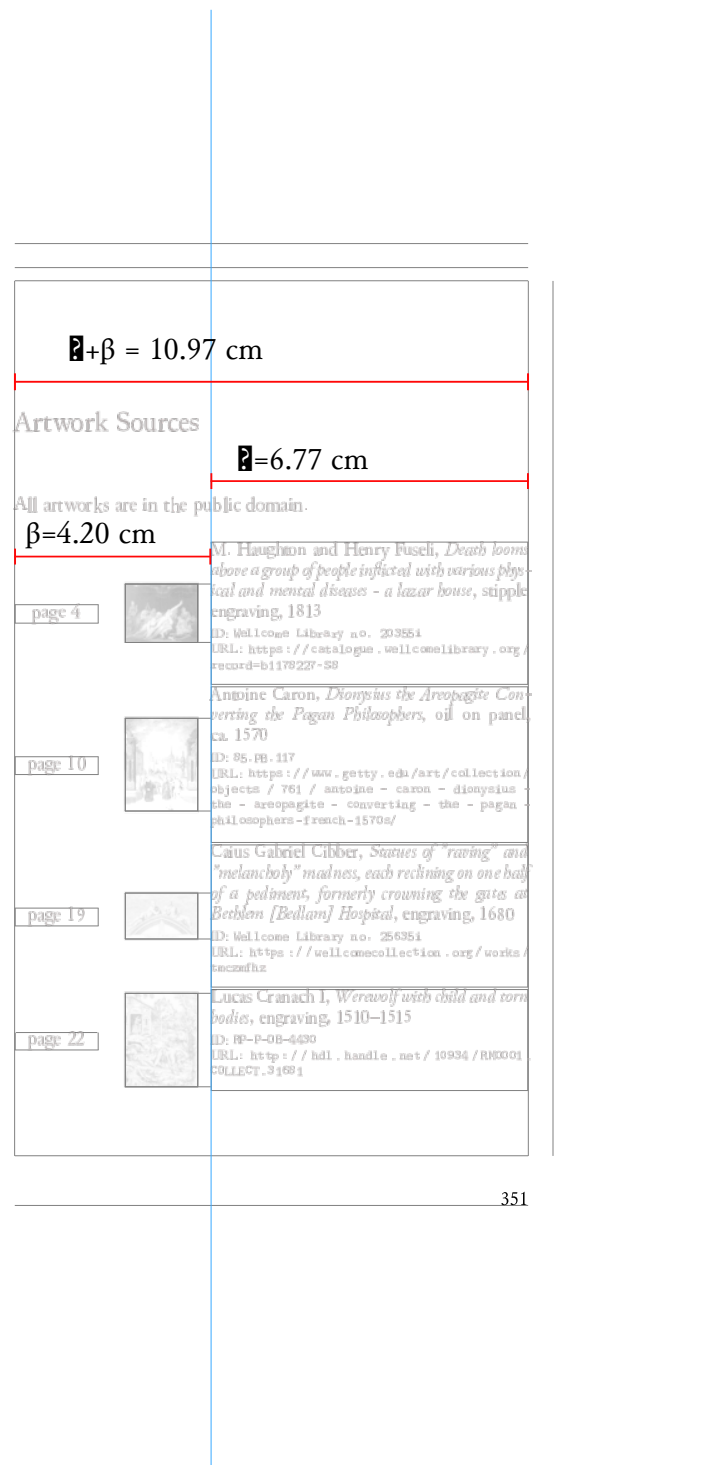 �+β = 10.97 cm
Artwork Sources
�=6.77 cm
All artworks are in the public domain.
β=4.20 cm
M. Haughton and Henry Fuseli, Death looms
above a group of people inflicted with various phys-
ical and mental diseases - a lazar house, stipple
engraving, 1813
page 4
ID: Wellcome Library no. 203551i
URL: https://catalogue.wellcomelibrary.org/
record=b1178227~S8
Antoine Caron, Dionysius the Areopagite Con-
verting the Pagan Philosophers, oil on panel,
ca. 1570
page 10
ID: 85.PB.117
URL: https://www.getty.edu/art/collection/
objects / 761 / antoine - caron - dionysius -
the - areopagite - converting - the - pagan -
philosophers-french-1570s/
Caius Gabriel Cibber, Statues of "raving" and
"melancholy" madness, each reclining on one half
of a pediment, formerly crowning the gates at
Bethlem [Bedlam] Hospital, engraving, 1680
page 19
ID: Wellcome Library no. 25635i
URL: https://wellcomecollection.org/works/
Lucas Cranach I, Werewolf with child and torn
bodies, engraving, 1510–1515
page 22
ID: RP-P-OB-4430
URL: http://hdl.handle.net/10934/RM0001.
COLLECT.31681
351